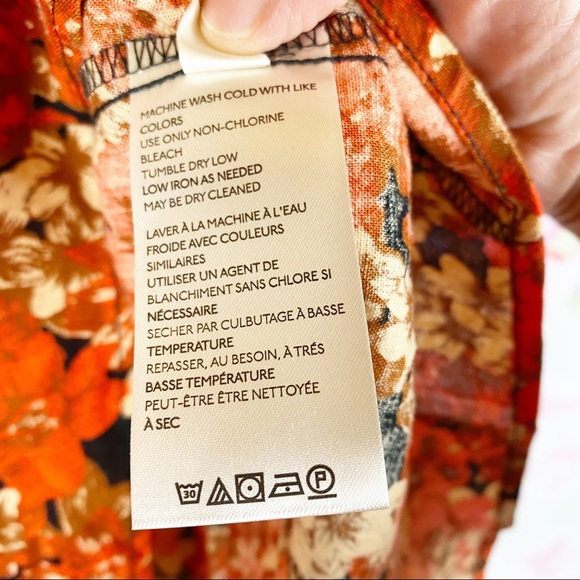 MACHINE WASH COLD WITH LIKE
COLORS
USE ONLY NON-CHLORINE
BLEACH
TUMBLE DRY LOW
LOW IRON AS NEEDED
MAY BE DRY CLEANED
LAVER À LA MACHINE À L'EAU
FROIDE AVEC COULEURS
SIMILAIRES
UTILISER UN AGENT DE
BLANCHIMENT SANS CHLORE SI
NÉCESSAIRE
SECHER PAR CULBUTAGE À BASSE
TEMPERATURE
REPASSER, AU BESOIN, À TRÉS
BASSE TEMPÉRATURE
PEUT-ÊTRE ÊTRE NETTOYÉE
À SEC
30 P